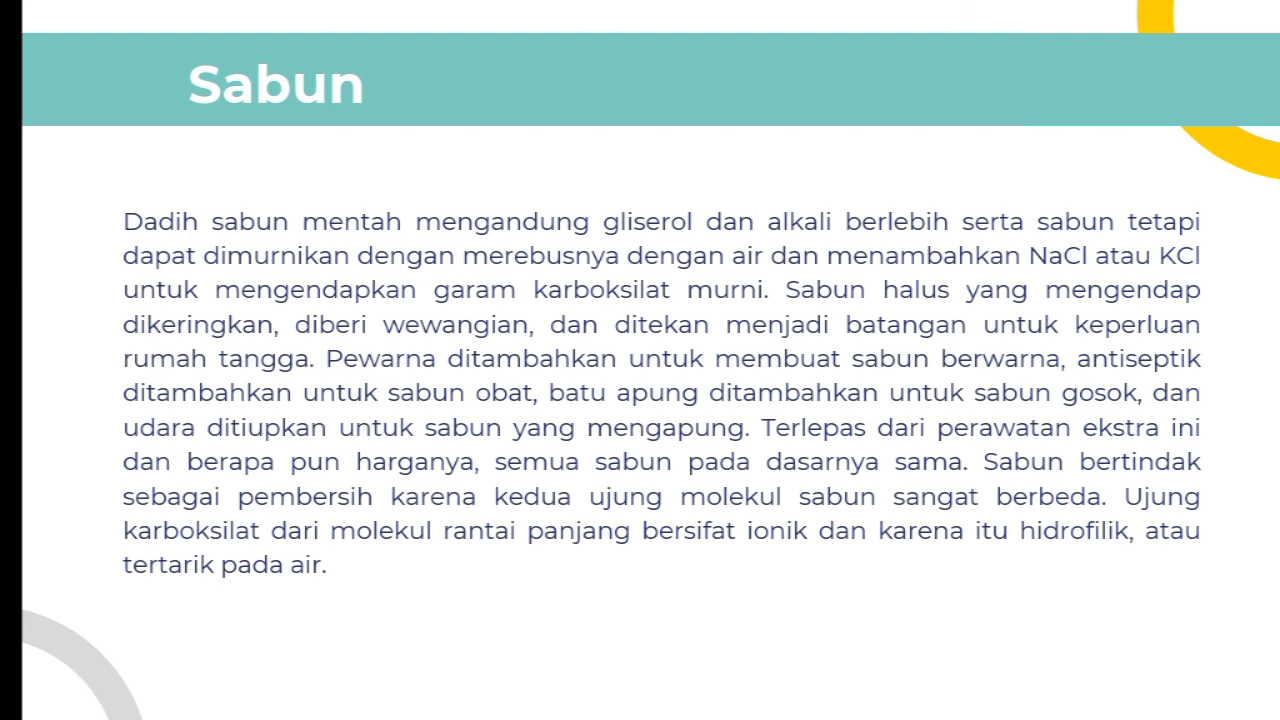 Sabun
Dadih sabun mentah mengandung gliserol dan alkali berlebih serta sabun tetapi
dapat dimurnikan dengan merebusnya dengan air dan menambahkan NaCl atau KCl
untuk mengendapkan garam karboksilat murni. Sabun halus yang mengendap
dikeringkan, diberi wewangian, dan ditekan menjadi batangan untuk keperluan
rumah tangga. Pewarna ditambahkan untuk membuat sabun berwarna, antiseptik
ditambahkan untuk sabun obat, batu apung ditambahkan untuk sabun gosok, dan
udara ditiupkan untuk sabun yang mengapung. Terlepas dari perawatan ekstra ini
dan berapa pun harganya, semua sabun pada dasarnya sama. Sabun bertindak
sebagai pembersih karena kedua ujung molekul sabun sangat berbeda. Ujung
karboksilat dari molekul rantai panjang bersifat ionik dan karena itu hidrofilik, atau
tertarik pada air.